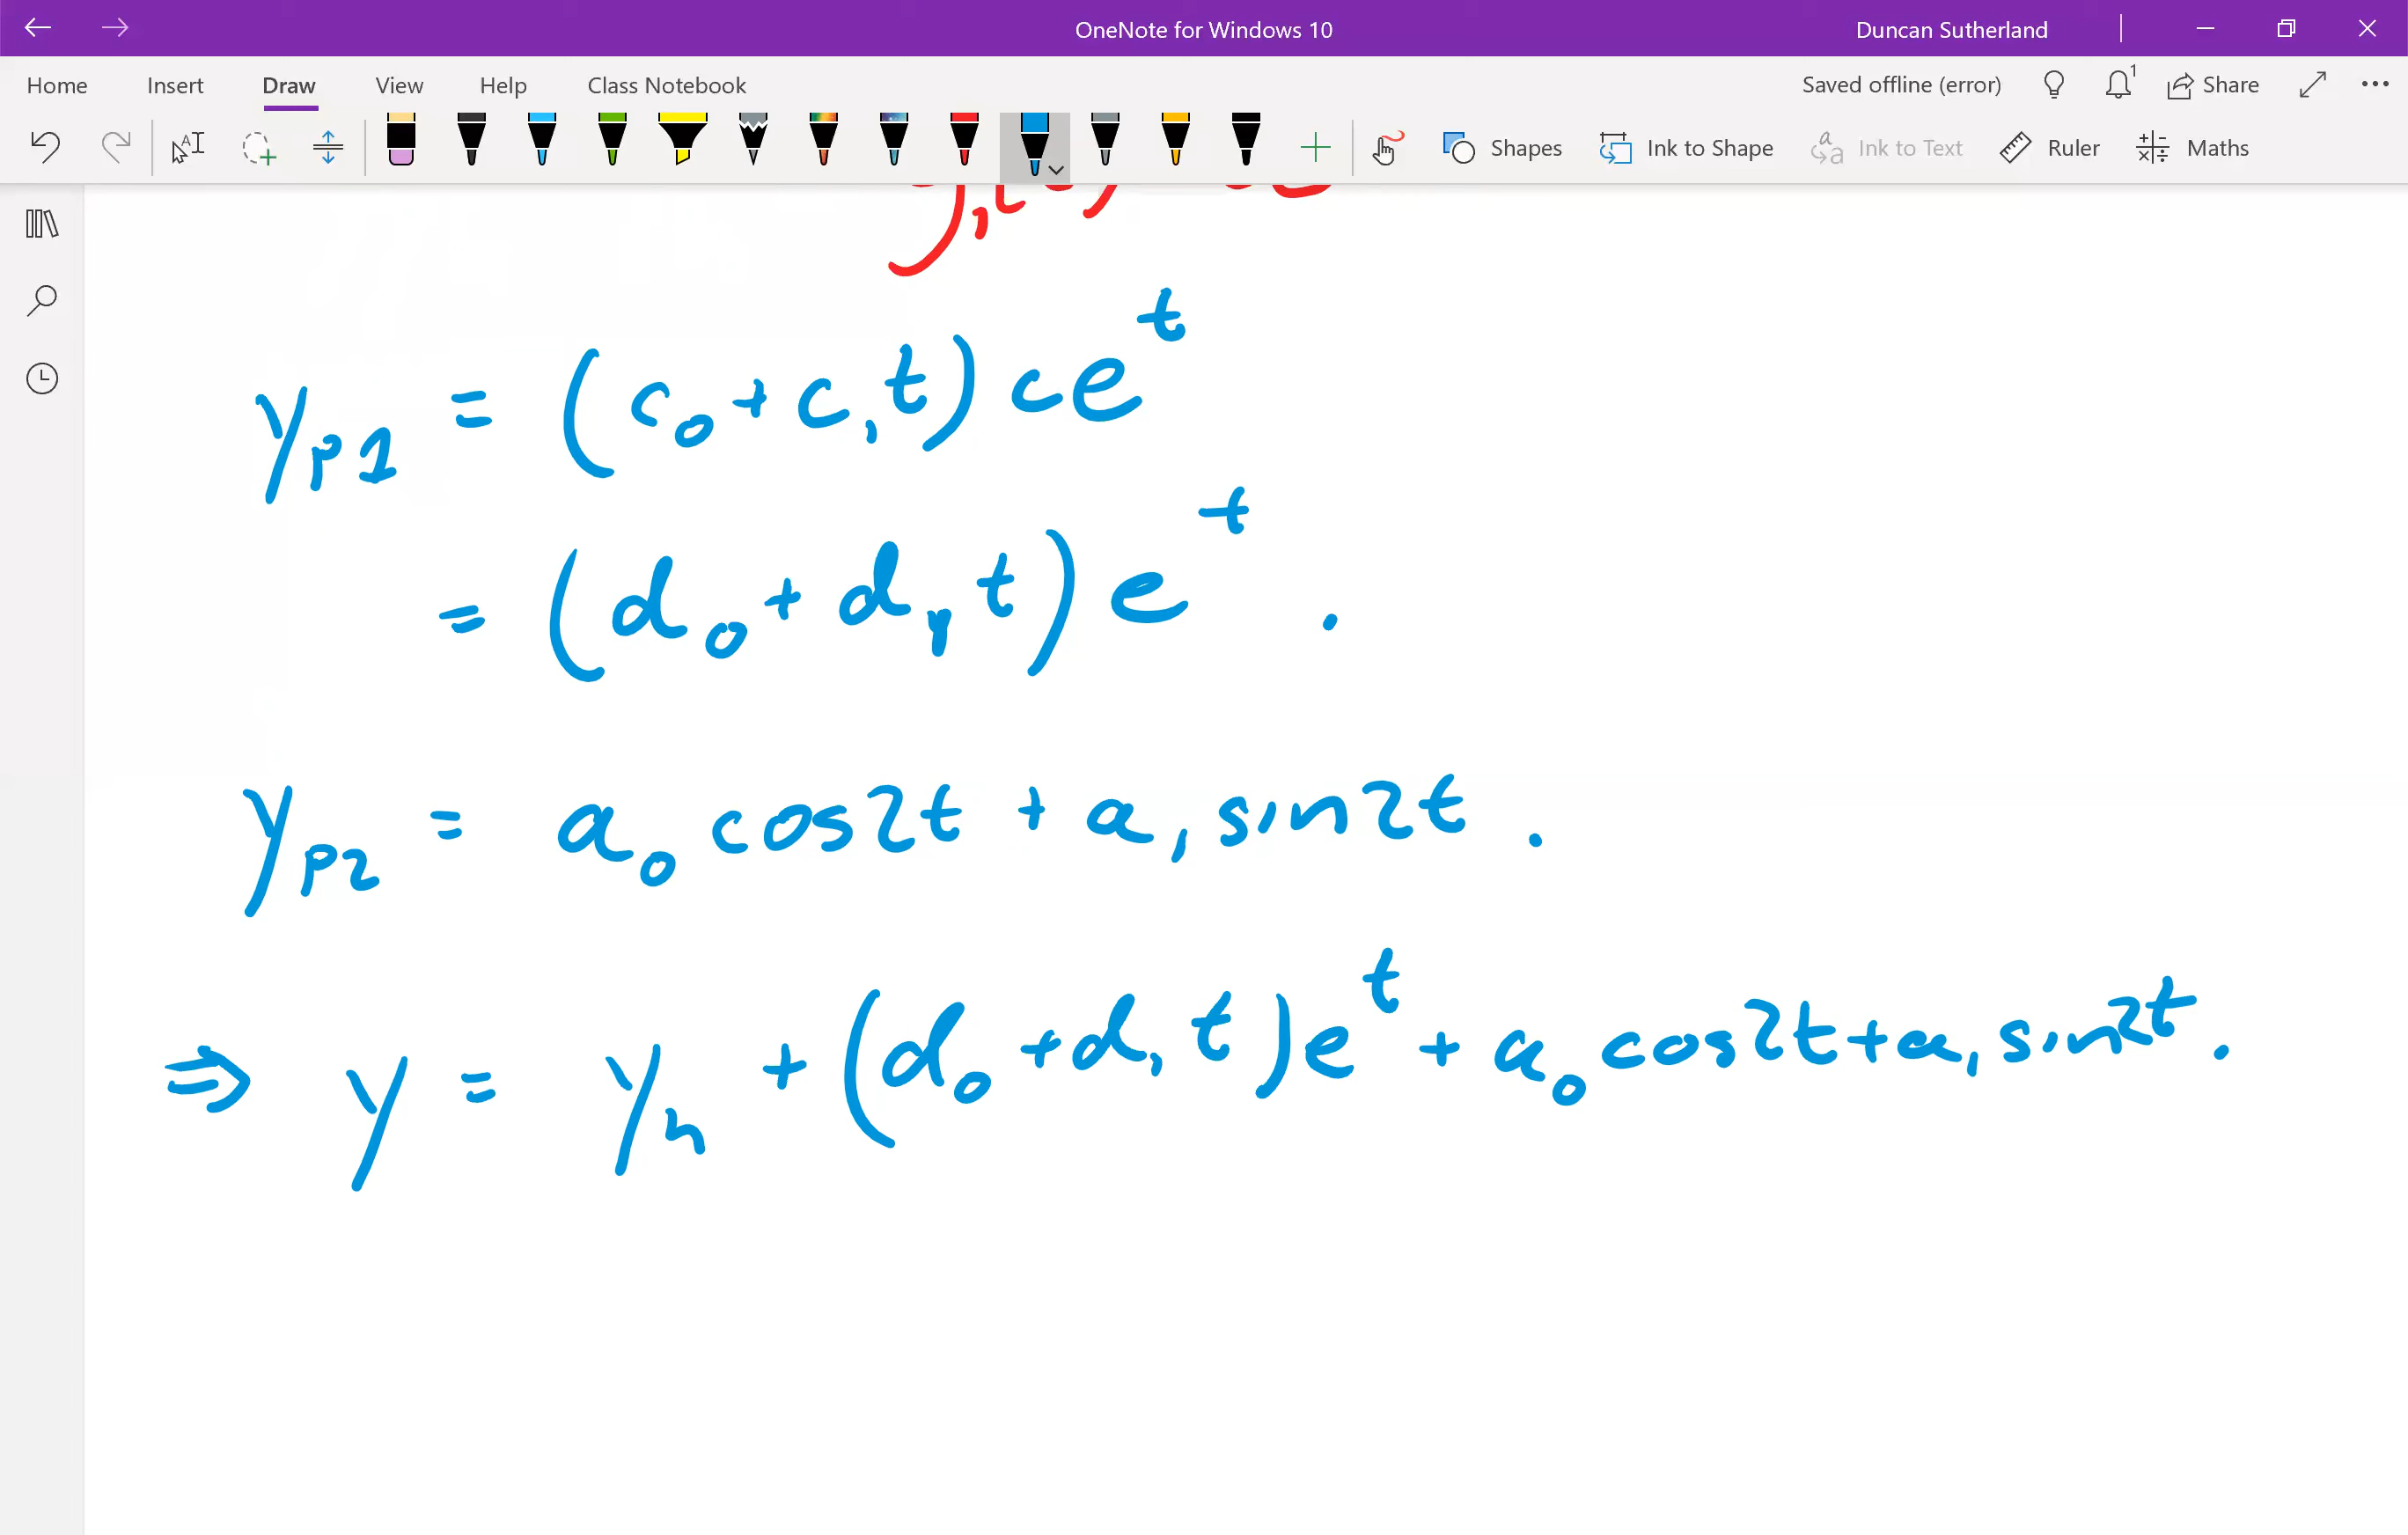 OneNote for Windows 10 Duncan Sutherland
Home Insert Draw View Help Class Notebook Saved offline (error) 1 Share
Shapes Ink to Shape Ink to Text Ruler Maths
y_{p1} = (c_0 + c_1 t) c e^t
= (d_0 + d_1 t) e^t .
y_{p2} = a_0 cos2t + a_1 sin2t .
⇒ y = y_h + (d_0 + d_1 t) e^t + a_0 cos2t + a_1 sin2t .